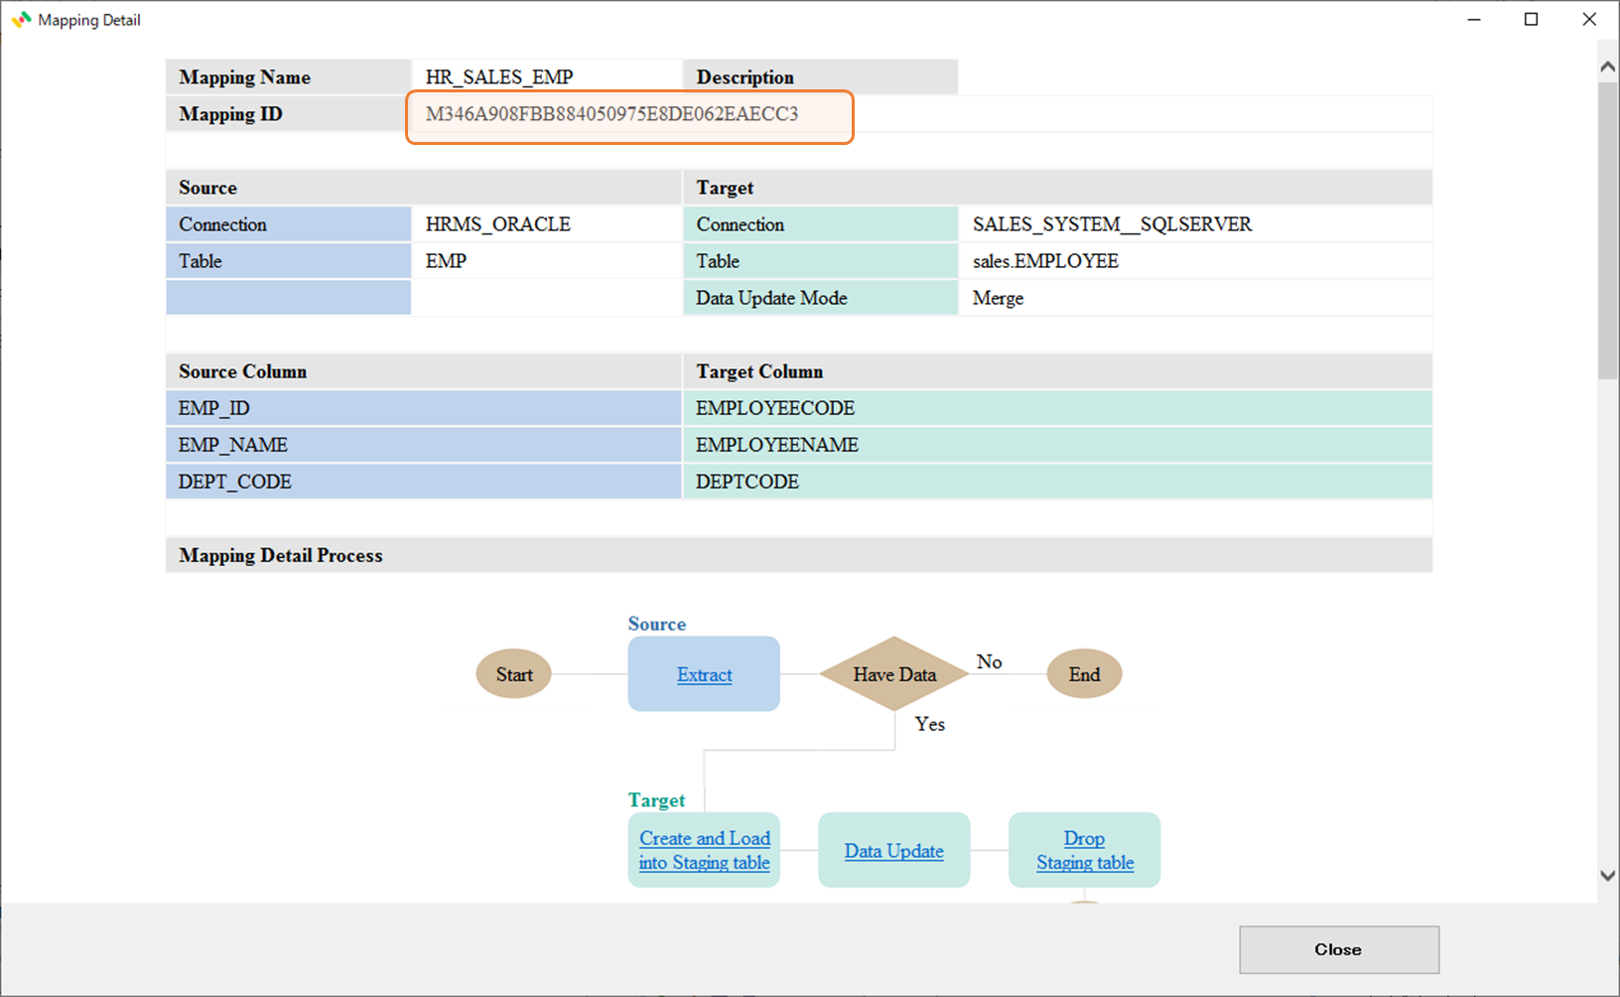 Mapping Detail
Mapping Name HR_SALES_EMP Description
Mapping ID M346A908FBB884050975E8DE062EAECC3
Source Target
Connection HRMS_ORACLE Connection SALES_SYSTEM__SQLSERVER
Table EMP Table sales.EMPLOYEE
Data Update Mode Merge
Source Column Target Column
EMP_ID EMPLOYEECODE
EMP_NAME EMPLOYEENAME
DEPT_CODE DEPTCODE
Mapping Detail Process
Source
Start Extract Have Data No End
Yes
Target
Create and Load
into Staging table
Data Update
Drop
Staging table
Close